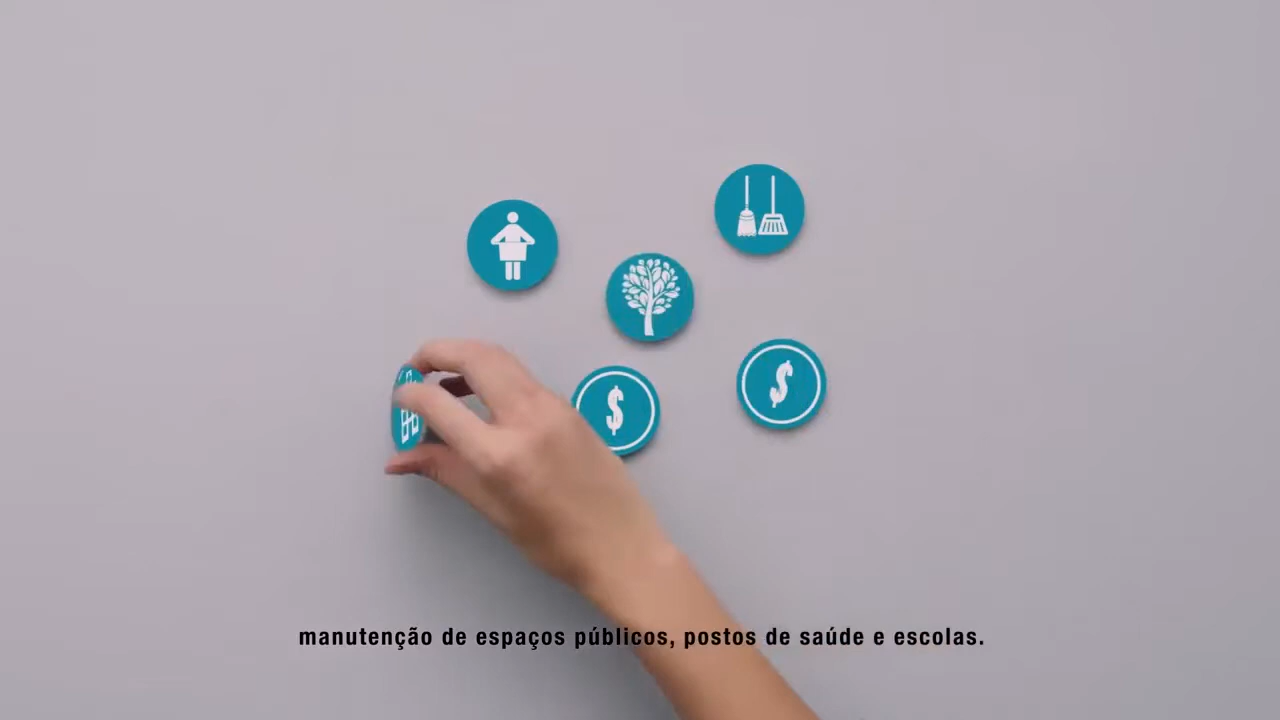 $ $
manutenção de espaços públicos, postos de saúde e escolas.